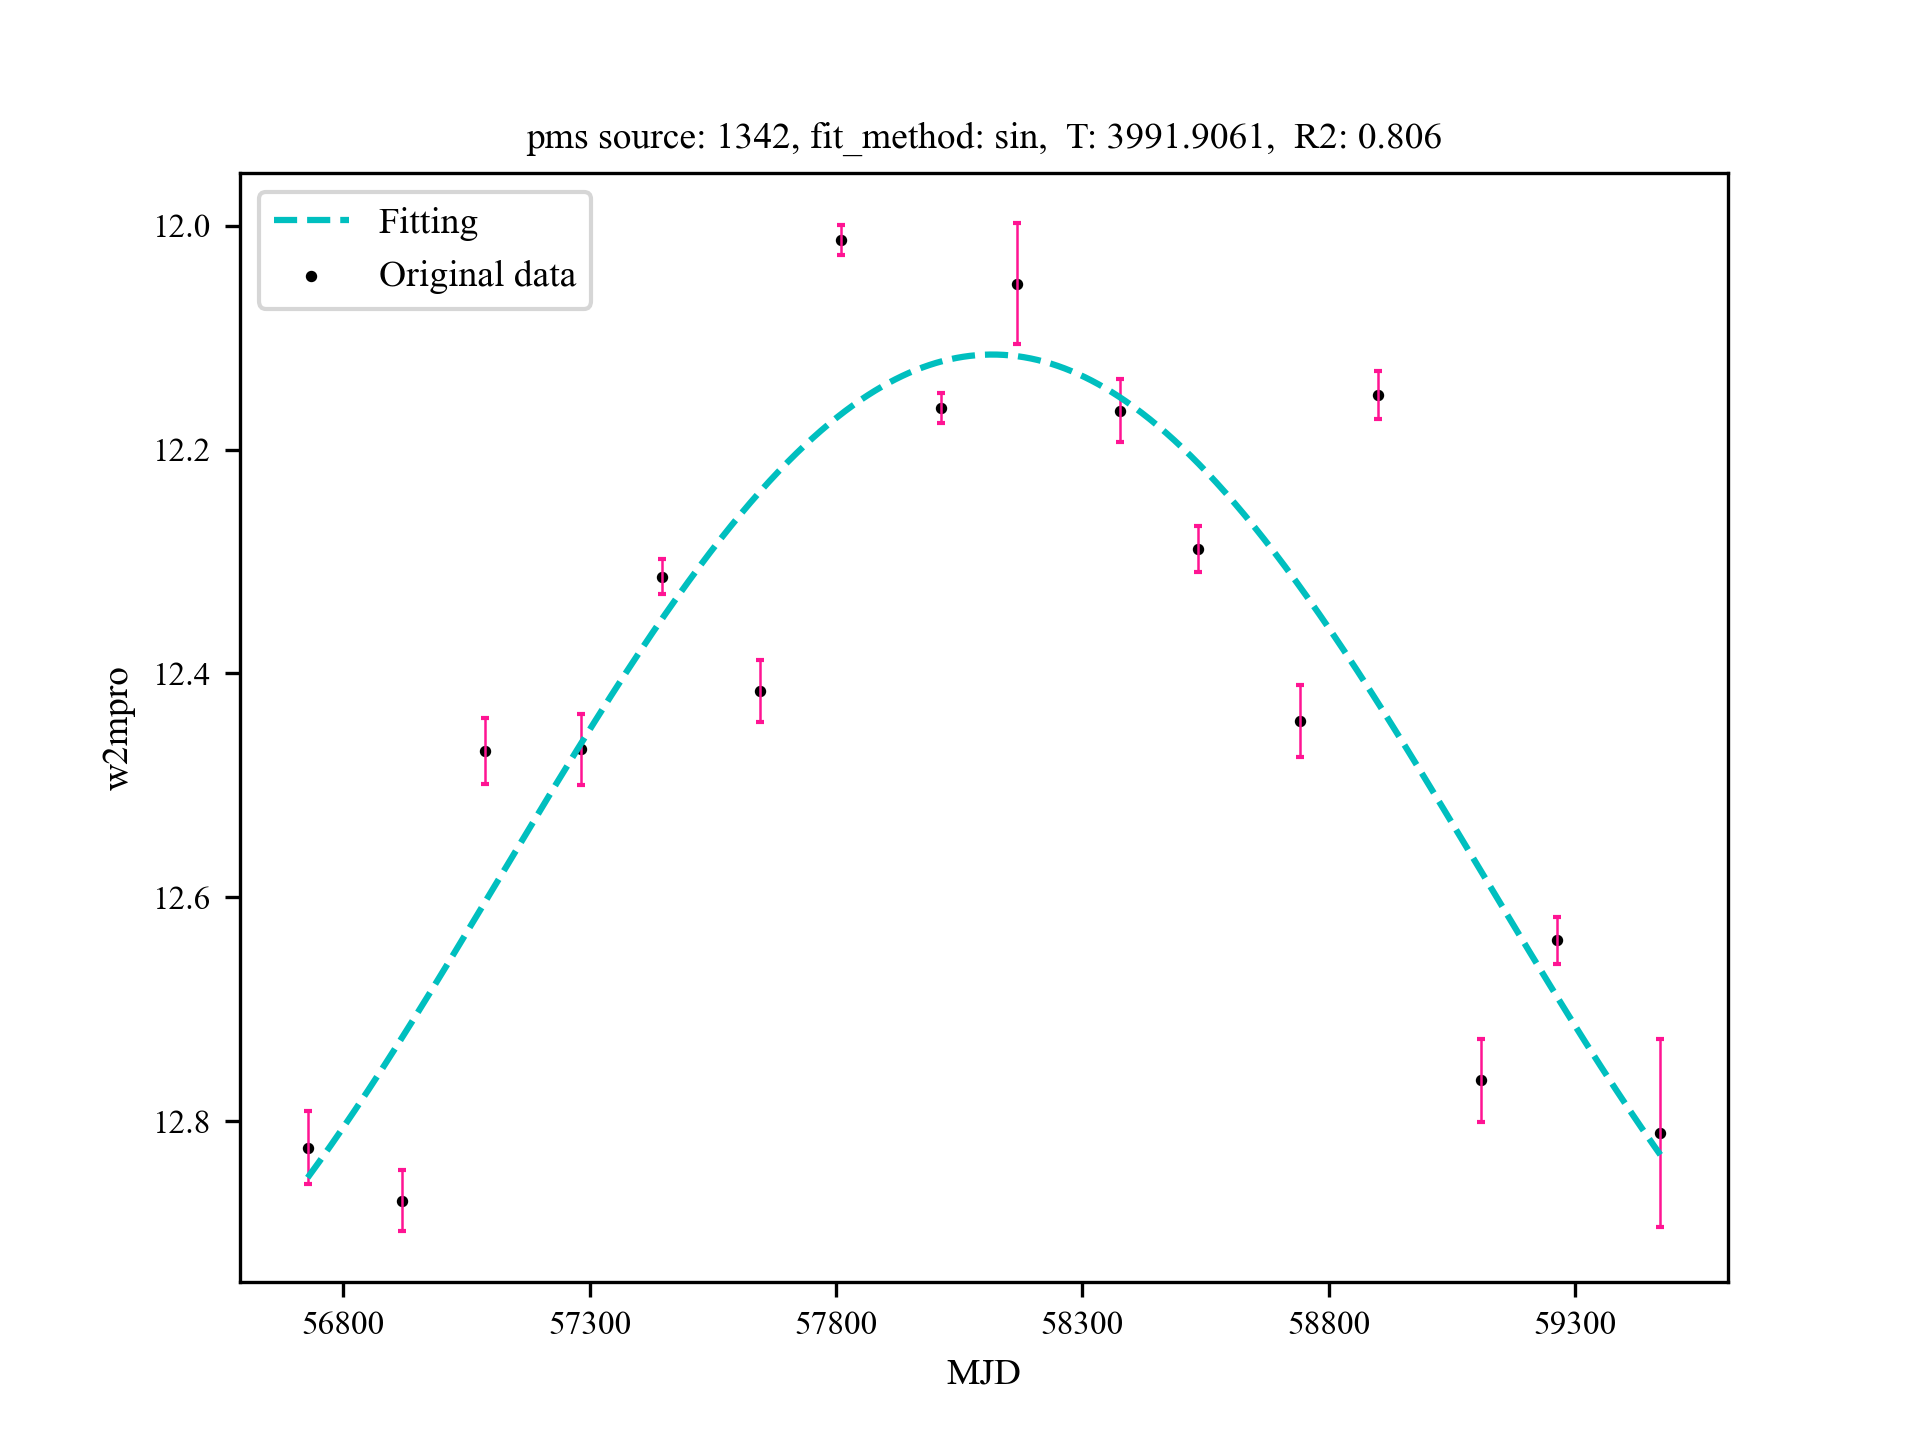 pms source: 1342, fit_method: sin,  T: 3991.9061,  R2: 0.806
Fitting
Original data
12.0
12.2
12.4
12.6
12.8
w2mpro
56800 57300 57800 58300 58800 59300
MJD